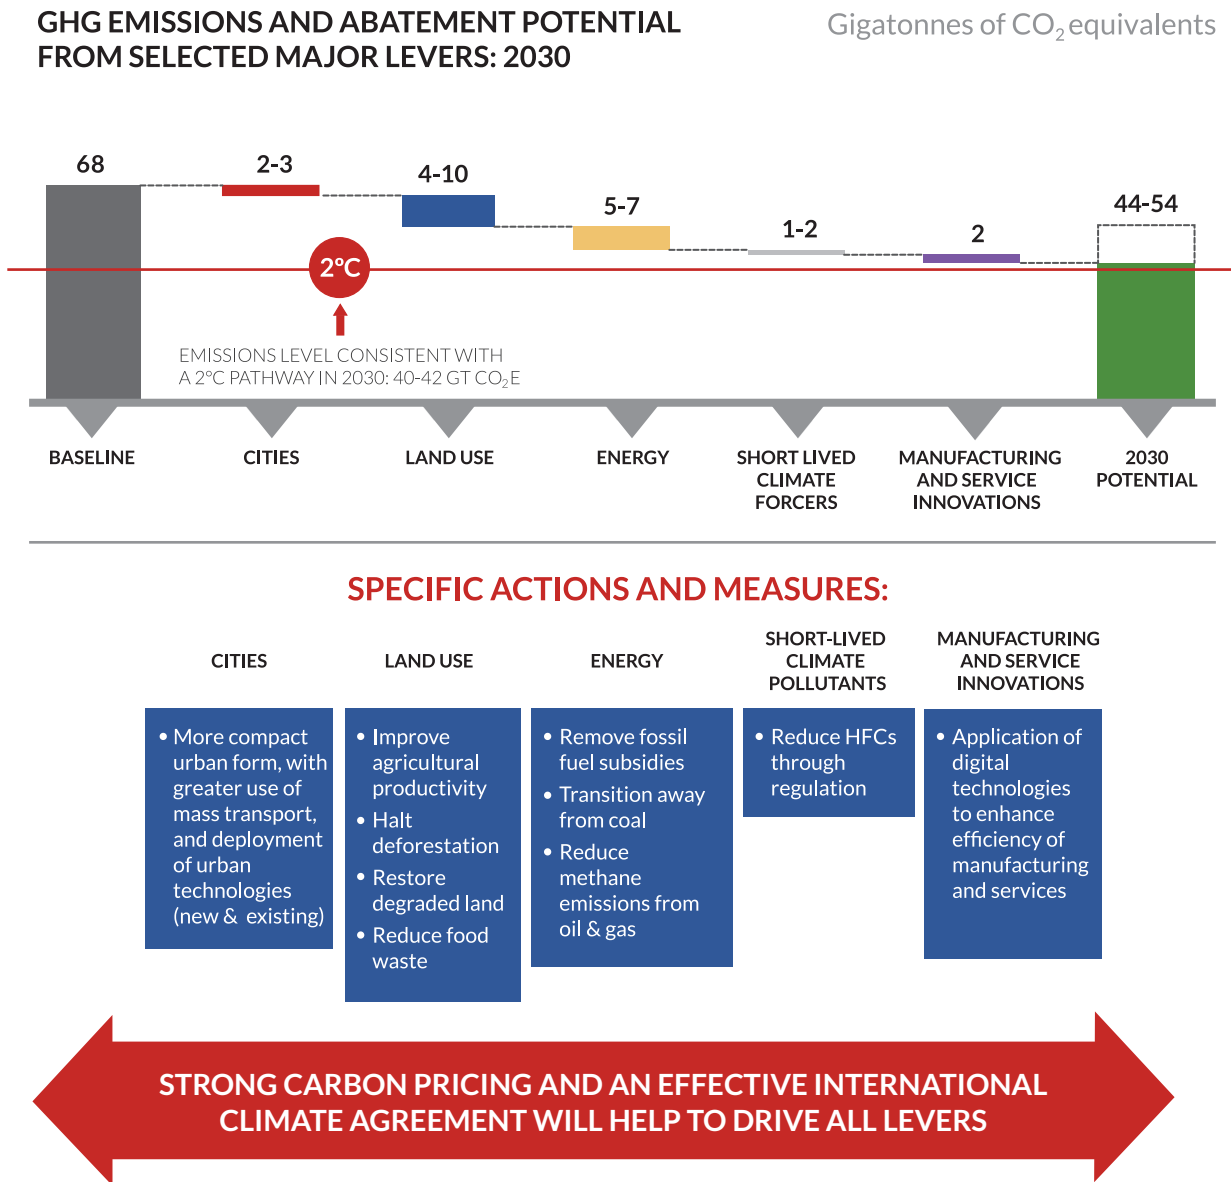 GHG EMISSIONS AND ABATEMENT POTENTIAL
FROM SELECTED MAJOR LEVERS: 2030
Gigatonnes of CO₂ equivalents
68
2-3
4-10
5-7
1-2
2
44-54
2°C
EMISSIONS LEVEL CONSISTENT WITH
A 2°C PATHWAY IN 2030: 40-42 GT CO₂E
BASELINE
CITIES
LAND USE
ENERGY
SHORT LIVED
CLIMATE
FORCERS
MANUFACTURING
AND SERVICE
INNOVATIONS
2030
POTENTIAL
SPECIFIC ACTIONS AND MEASURES:
CITIES
LAND USE
ENERGY
SHORT-LIVED
CLIMATE
POLLUTANTS
MANUFACTURING
AND SERVICE
INNOVATIONS
• More compact
urban form, with
greater use of
mass transport,
and deployment
of urban
technologies
(new & existing)
• Improve
agricultural
productivity
• Halt
deforestation
• Restore
degraded land
• Reduce food
waste
• Remove fossil
fuel subsidies
• Transition away
from coal
• Reduce
methane
emissions from
oil & gas
• Reduce HFCs
through
regulation
• Application of
digital
technologies
to enhance
efficiency of
manufacturing
and services
STRONG CARBON PRICING AND AN EFFECTIVE INTERNATIONAL
CLIMATE AGREEMENT WILL HELP TO DRIVE ALL LEVERS